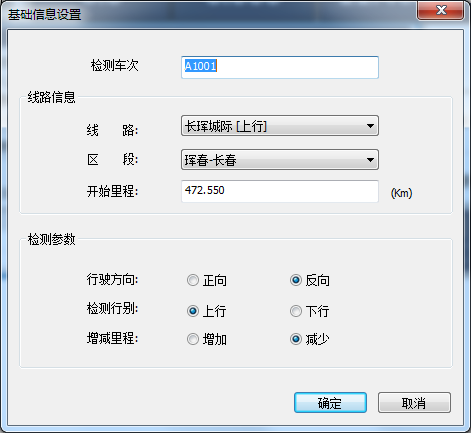 基础信息设置
检测车次 A1001
线路信息
线 路: 长珲城际 [上行]
区 段: 珲春-长春
开始里程: 472.550 (Km)
检测参数
行驶方向: 正向 反向
检测行别: 上行 下行
增减里程: 增加 减少
确定 取消